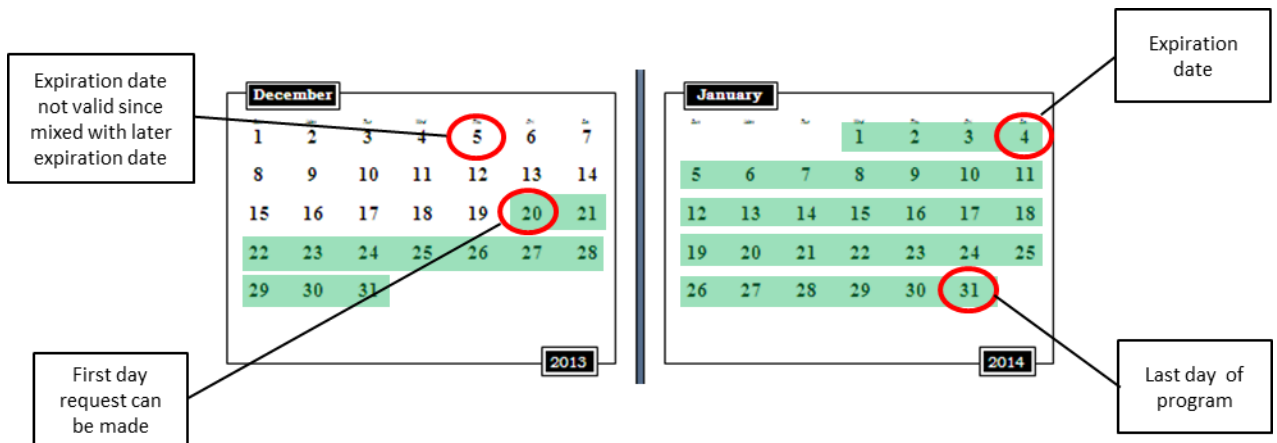 Expiration date
not valid since
mixed with later
expiration date
December
1 2 3 4 5 6 7
8 9 10 11 12 13 14
15 16 17 18 19 20 21
22 23 24 25 26 27 28
29 30 31
2013
First day
request can
be made
January
1 2 3 4
5 6 7 8 9 10 11
12 13 14 15 16 17 18
19 20 21 22 23 24 25
26 27 28 29 30 31
2014
Expiration
date
Last day of
program